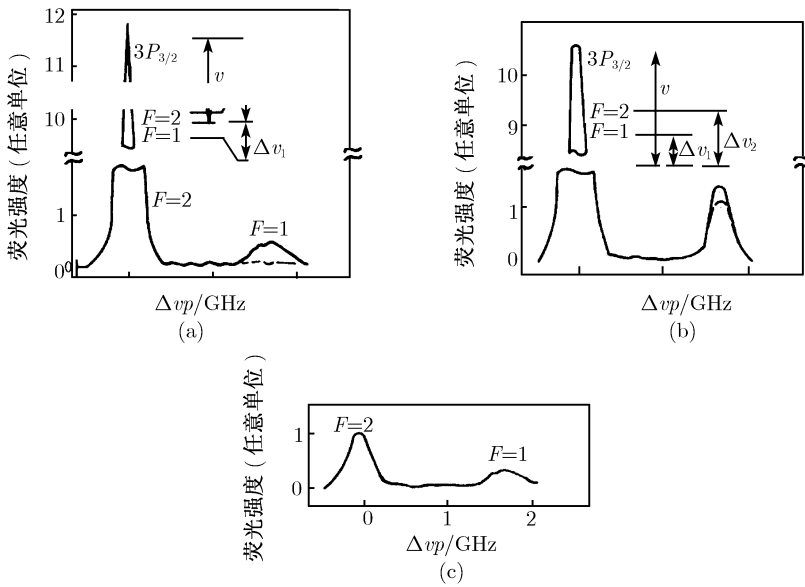 荧光强度(任意单位)
12
11
10
1
0⁰
3P₃/₂
v
F=2
F=1
Δv₁
F=2
F=1
Δvp/GHz
(a)
荧光强度(任意单位)
10
9
1
0
3P₃/₂
v
F=2
F=1
Δv₁
Δv₂
Δvp/GHz
(b)
荧光强度(任意单位)
1
0
F=2
F=1
0
1
2
Δvp/GHz
(c)